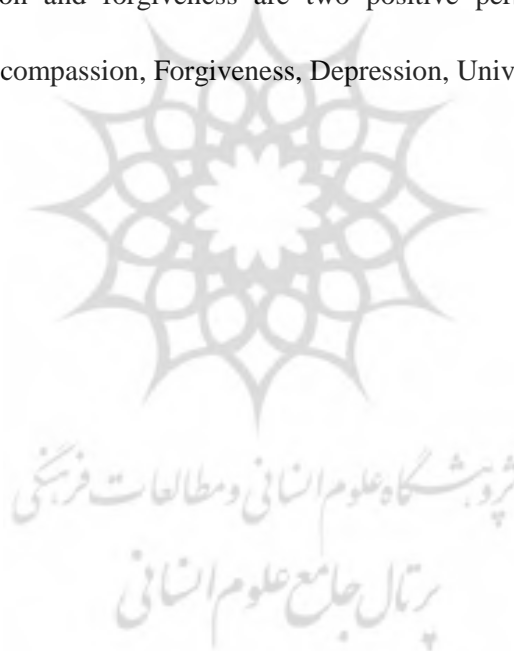 on and forgiveness are two positive per
compassion, Forgiveness, Depression, Univ
پژوهشگاه علوم انسانی و مطالعات فرهنگی
پرتال جامع علوم انسانی